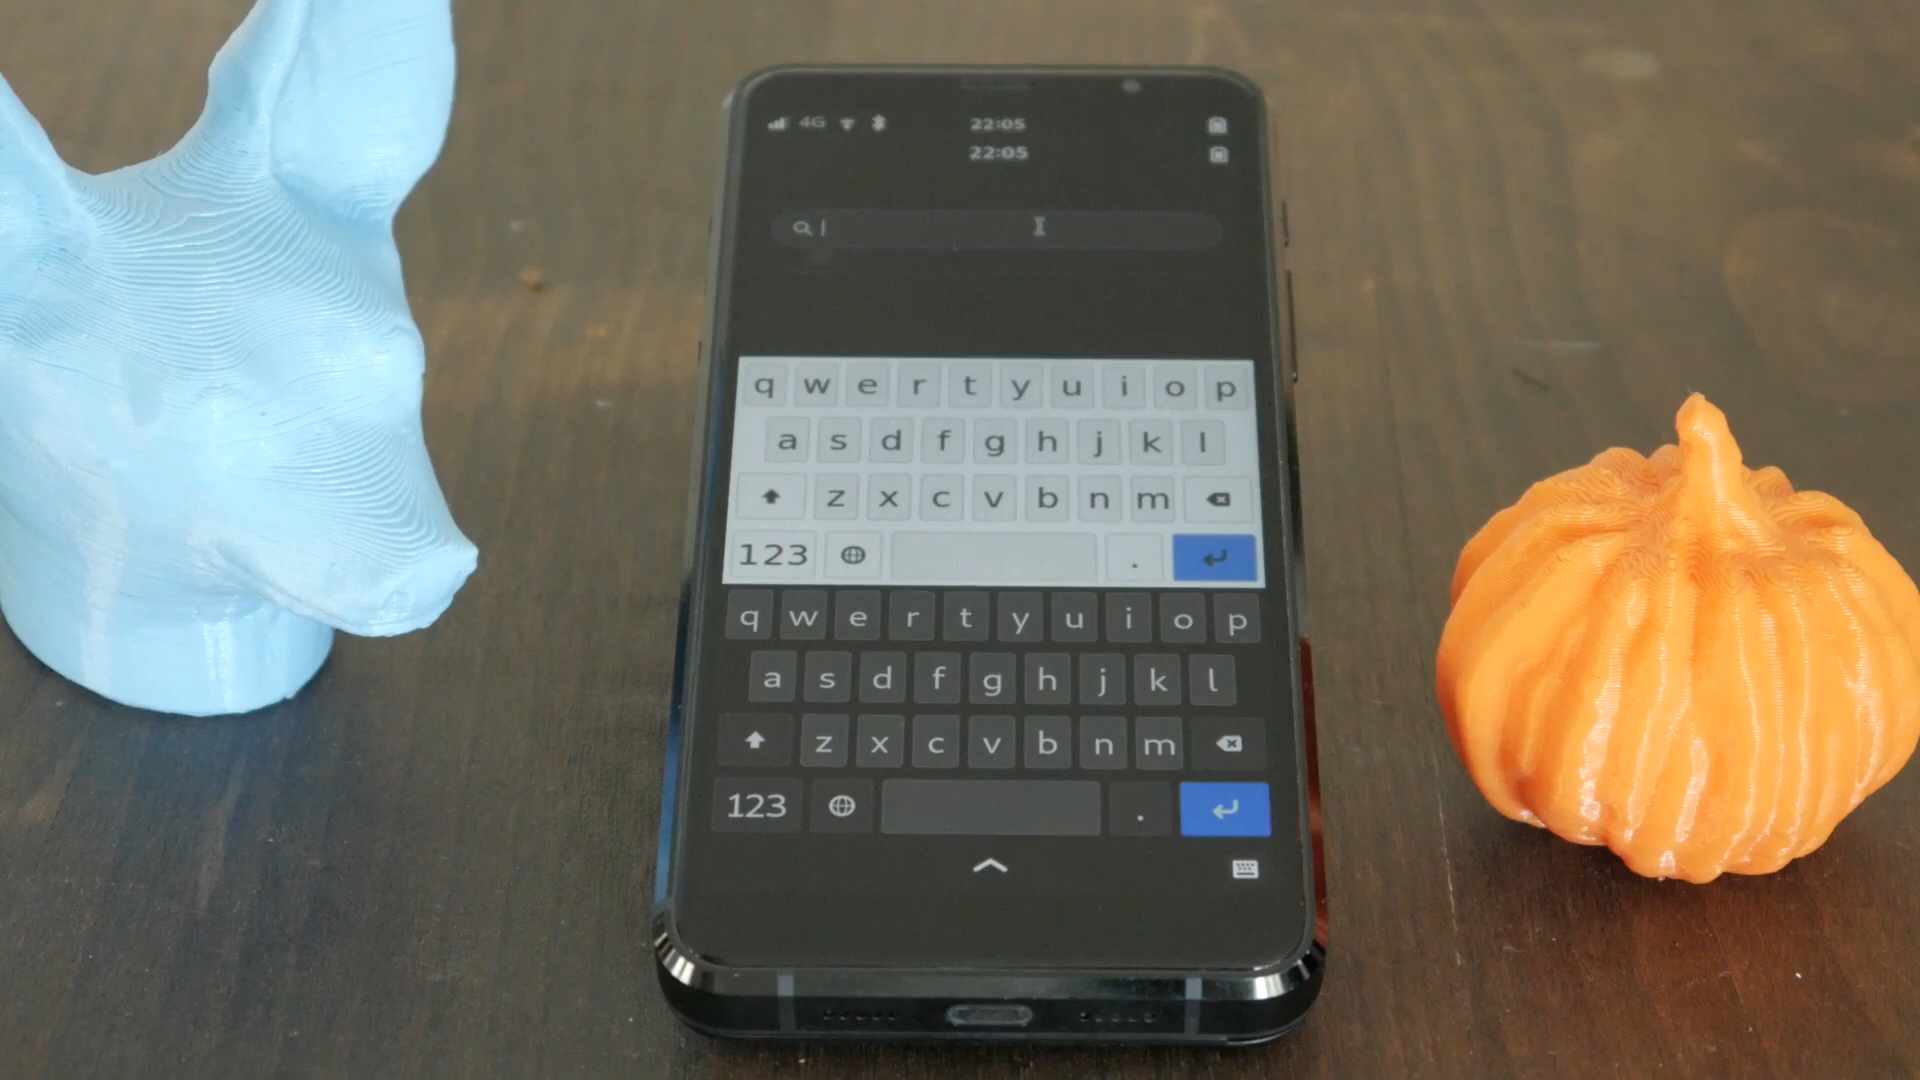 4G 22:05
22:05
q w e r t y u i o p
a s d f g h j k l
z x c v b n m
123 .
q w e r t y u i o p
a s d f g h j k l
z x c v b n m
123 .